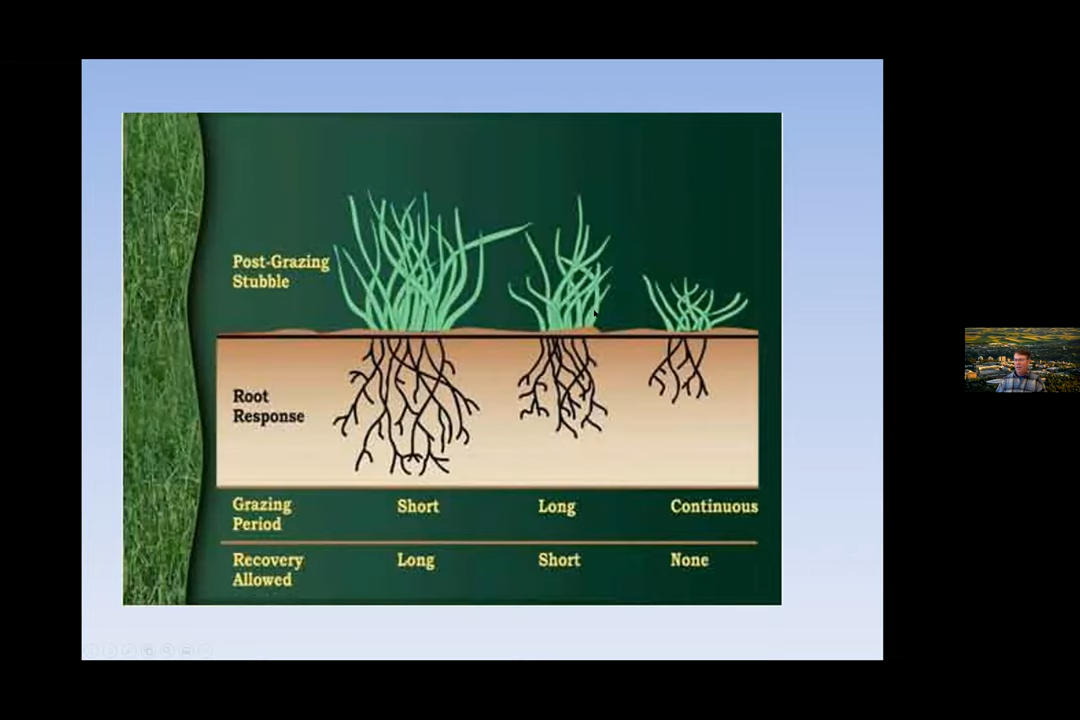 Post-Grazing
Stubble
Root
Response
Grazing
Period
Short
Long
Continuous
Recovery
Allowed
Long
Short
None